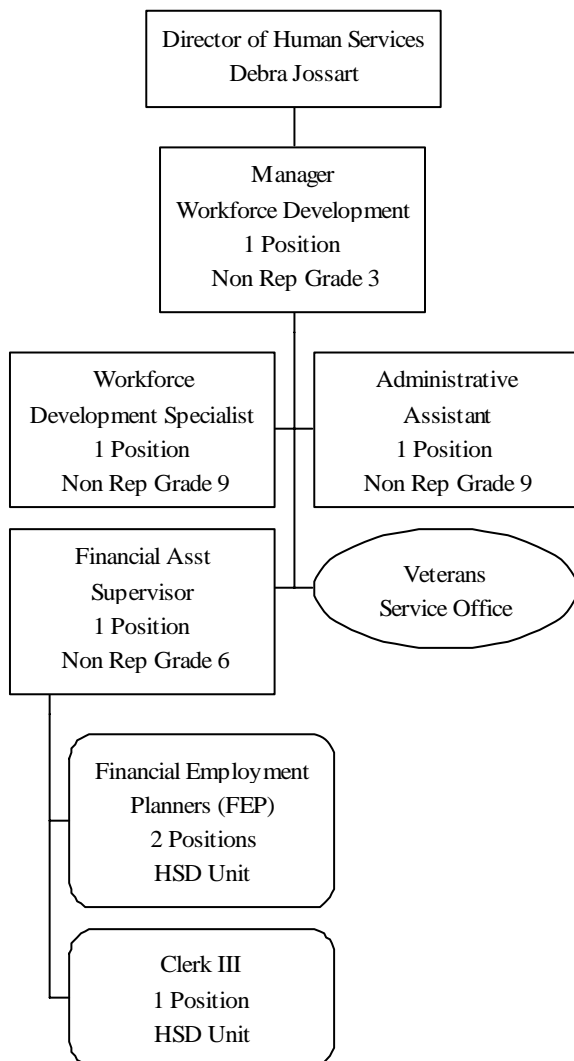 Director of Human Services
Debra Jossart
Manager
Workforce Development
1 Position
Non Rep Grade 3
Workforce
Development Specialist
1 Position
Non Rep Grade 9
Administrative
Assistant
1 Position
Non Rep Grade 9
Financial Asst
Supervisor
1 Position
Non Rep Grade 6
Veterans
Service Office
Financial Employment
Planners (FEP)
2 Positions
HSD Unit
Clerk III
1 Position
HSD Unit